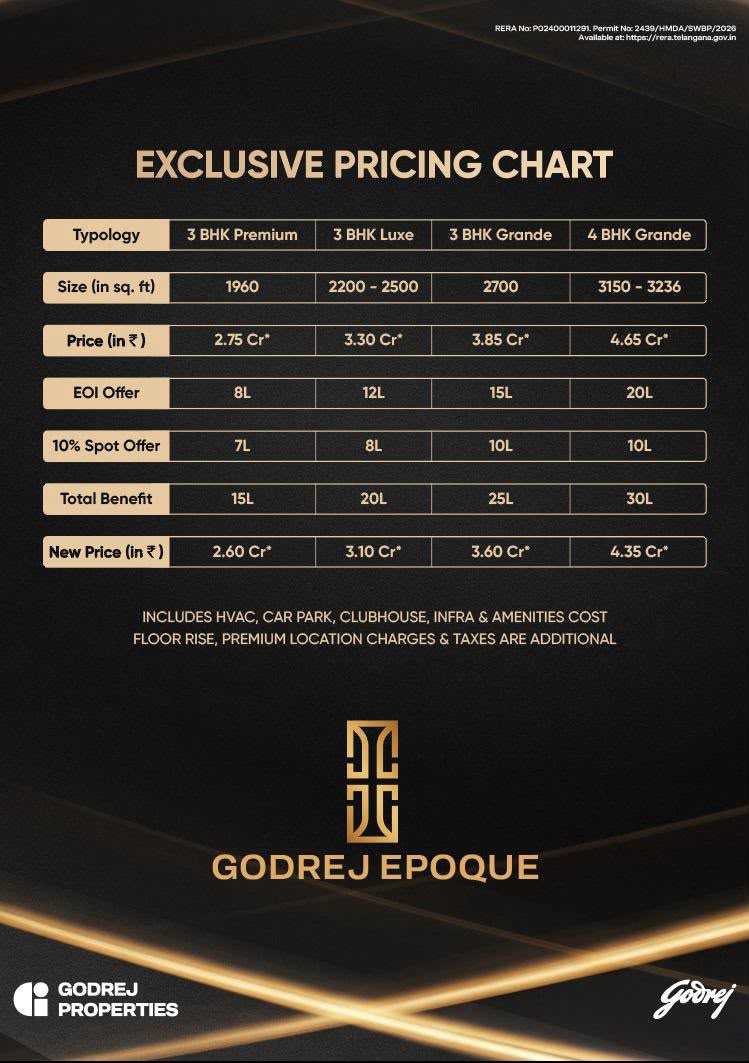 RERA No: P02400011291. Permit No: 2439/HMDA/SWBP/2026
Available at: https://rera.telangana.gov.in
EXCLUSIVE PRICING CHART
Typology 3 BHK Premium 3 BHK Luxe 3 BHK Grande 4 BHK Grande
Size (in sq. ft) 1960 2200 - 2500 2700 3150 - 3236
Price (in ₹) 2.75 Cr* 3.30 Cr* 3.85 Cr* 4.65 Cr*
EOI Offer 8L 12L 15L 20L
10% Spot Offer 7L 8L 10L 10L
Total Benefit 15L 20L 25L 30L
New Price (in ₹) 2.60 Cr* 3.10 Cr* 3.60 Cr* 4.35 Cr*
INCLUDES HVAC, CAR PARK, CLUBHOUSE, INFRA & AMENITIES COST
FLOOR RISE, PREMIUM LOCATION CHARGES & TAXES ARE ADDITIONAL
GODREJ EPOQUE
GODREJ
PROPERTIES
Godrej